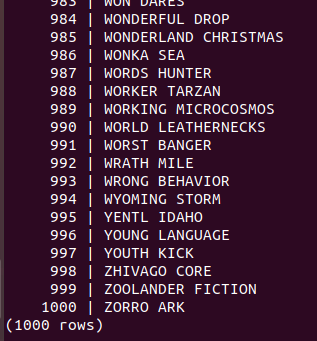 983 | WON DARES
984 | WONDERFUL DROP
985 | WONDERLAND CHRISTMAS
986 | WONKA SEA
987 | WORDS HUNTER
988 | WORKER TARZAN
989 | WORKING MICROCOSMOS
990 | WORLD LEATHERNECKS
991 | WORST BANGER
992 | WRATH MILE
993 | WRONG BEHAVIOR
994 | WYOMING STORM
995 | YENTL IDAHO
996 | YOUNG LANGUAGE
997 | YOUTH KICK
998 | ZHIVAGO CORE
999 | ZOOLANDER FICTION
1000 | ZORRO ARK
(1000 rows)